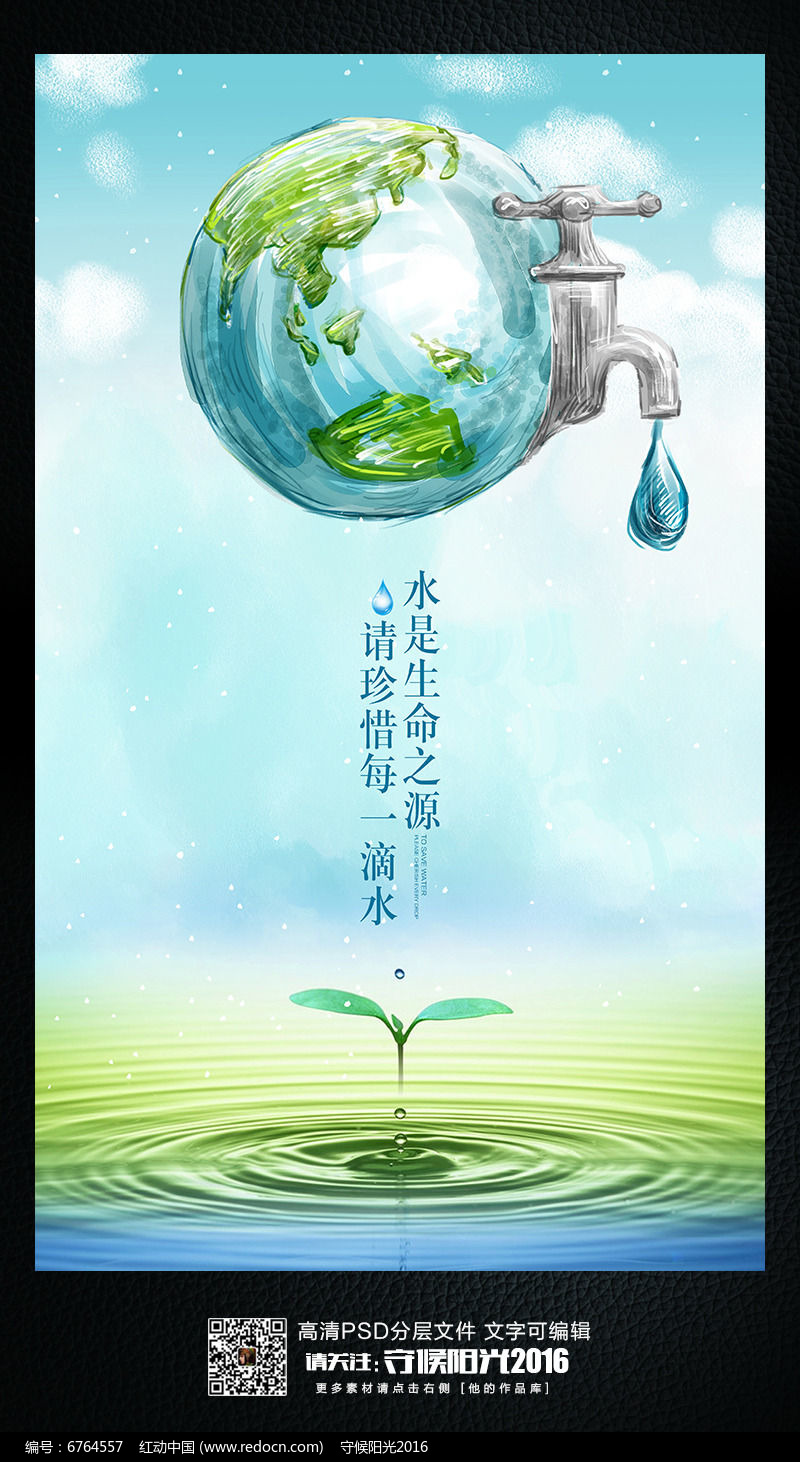 水是生命之源
请珍惜每一滴水
TO SAVE WATER
PLEASE CHERISH EVERY DROP
高清PSD分层文件 文字可编辑
请关注:守候阳光2016
更多素材请点击右侧 [他的作品库]
编号:6764557 红动中国 (www.redocn.com) 守候阳光2016